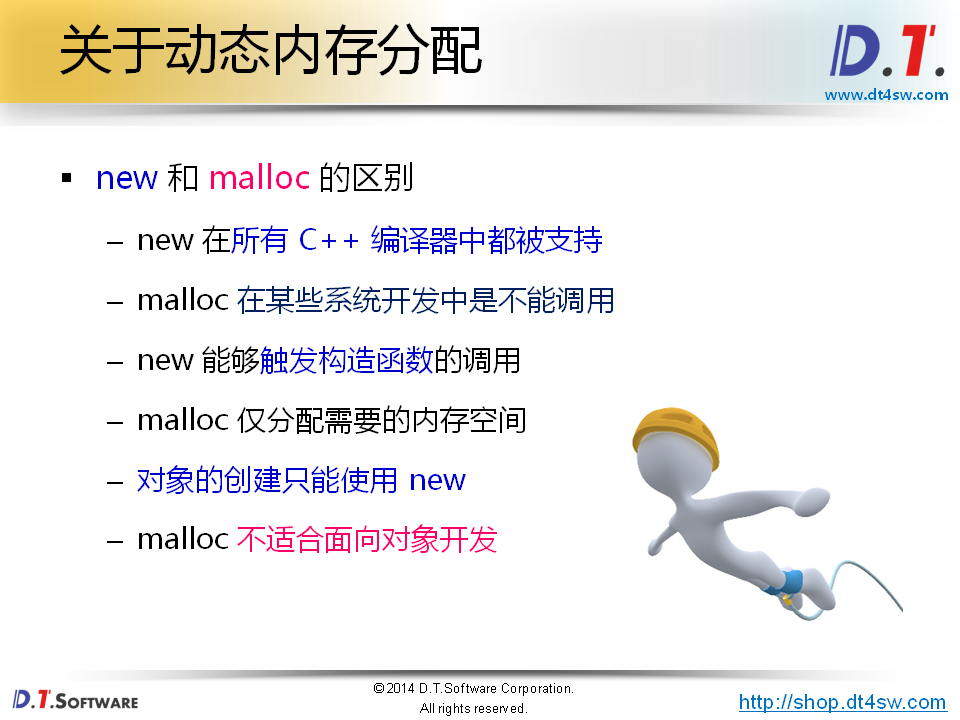 关于动态内存分配
D.T.
www.dt4sw.com
▪ new 和 malloc 的区别
– new 在所有 C++ 编译器中都被支持
– malloc 在某些系统开发中是不能调用
– new 能够触发构造函数的调用
– malloc 仅分配需要的内存空间
– 对象的创建只能使用 new
– malloc 不适合面向对象开发
D.T.SOFTWARE
©2014 D.T.Software Corporation.
All rights reserved.
http://shop.dt4sw.com